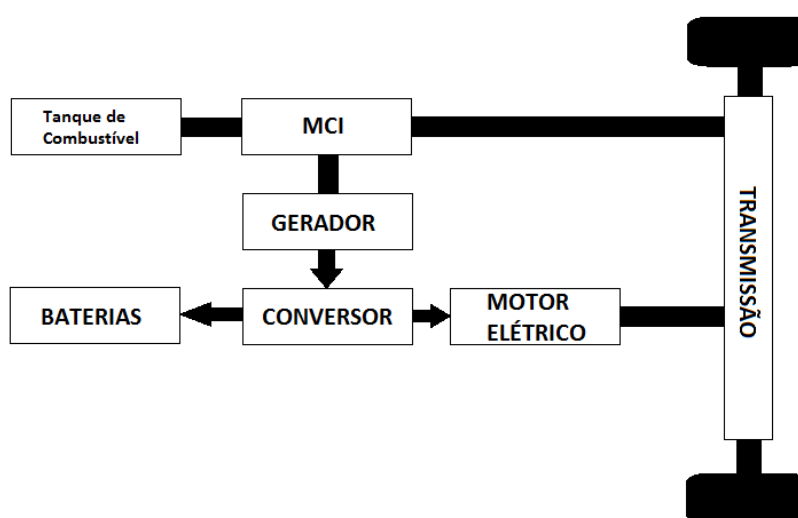 Tanque de
Combustível
MCI
GERADOR
BATERIAS
CONVERSOR
MOTOR
ELÉTRICO
TRANSMISSÃO